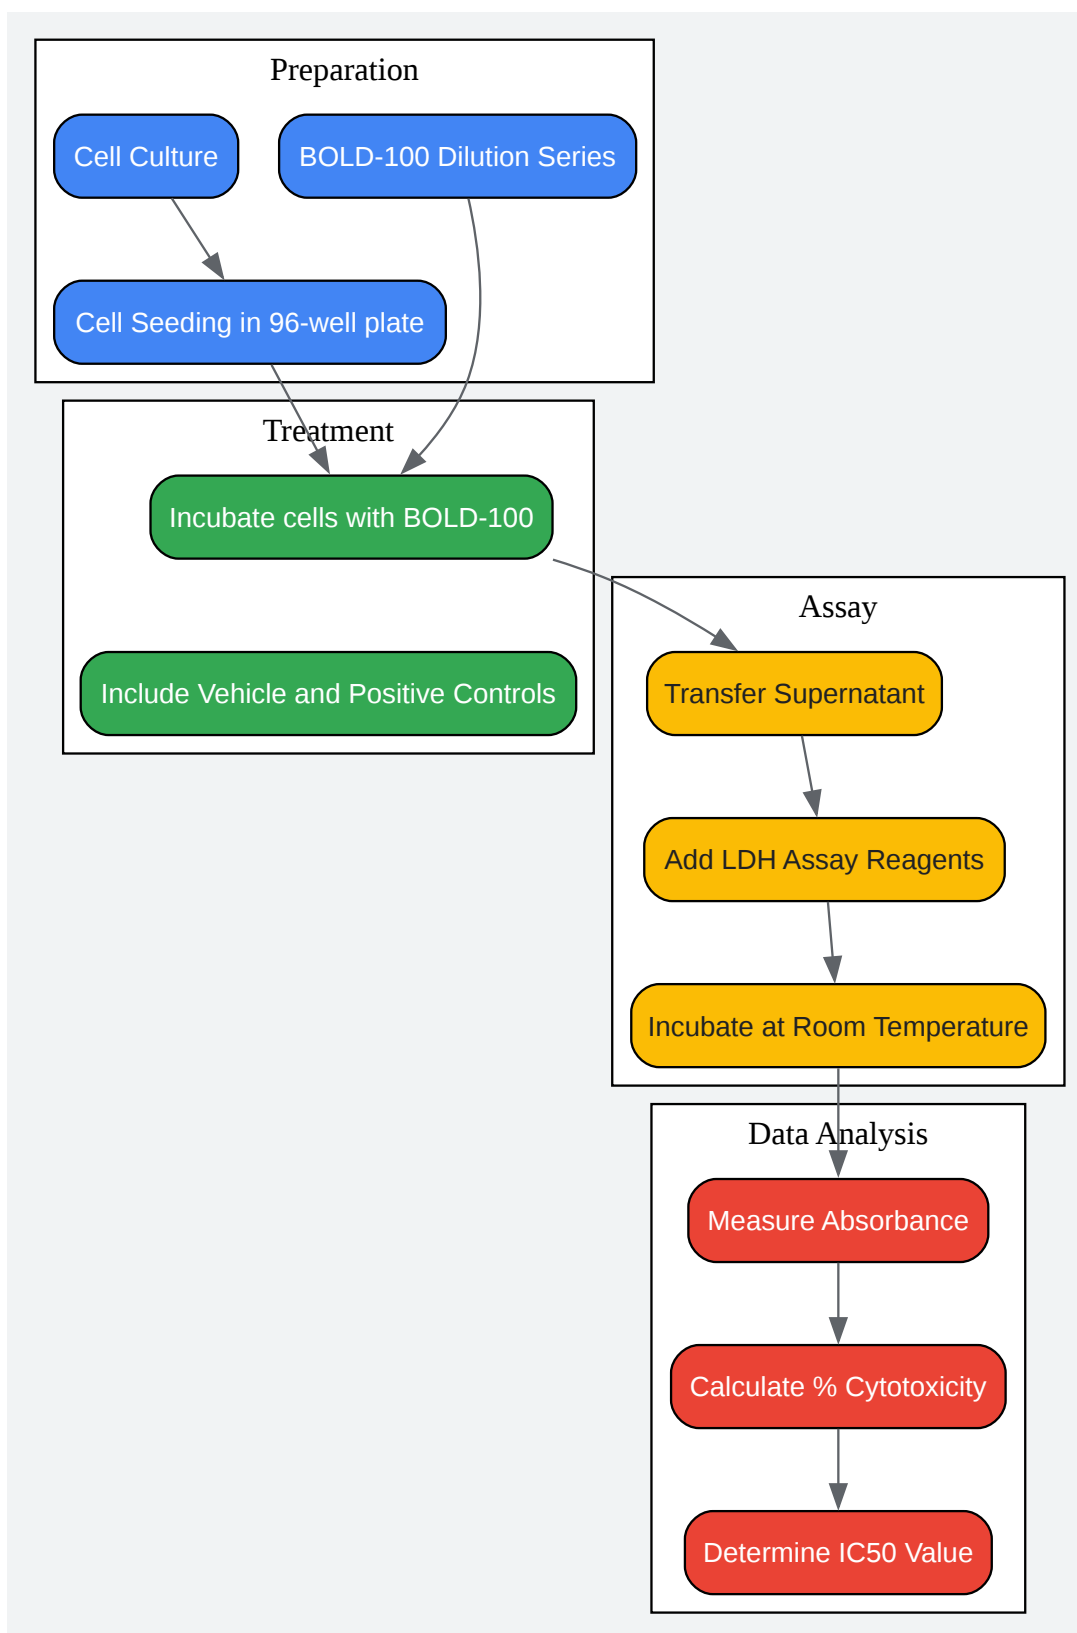 Preparation
Cell Culture
BOLD-100 Dilution Series
Cell Seeding in 96-well plate
Treatment
Incubate cells with BOLD-100
Include Vehicle and Positive Controls
Assay
Transfer Supernatant
Add LDH Assay Reagents
Incubate at Room Temperature
Data Analysis
Measure Absorbance
Calculate % Cytotoxicity
Determine IC50 Value